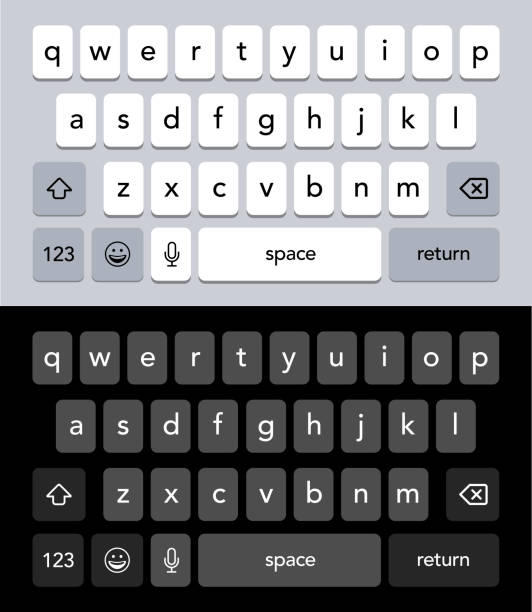 q w e r t y u i o p
a s d f g h j k l
z x c v b n m
123 space return
q w e r t y u i o p
a s d f g h j k l
z x c v b n m
123 space return